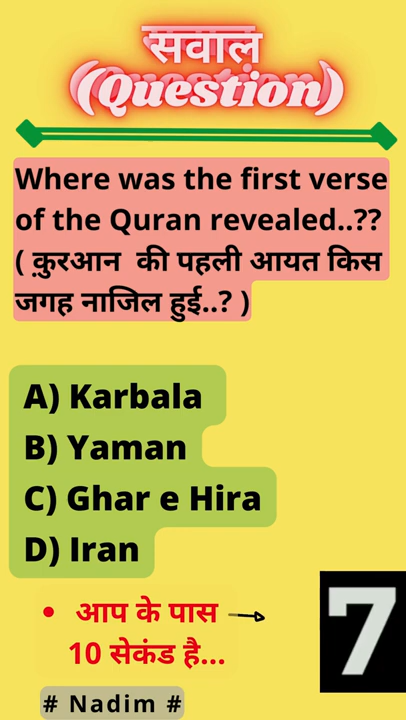 सवाल
(Question)
Where was the first verse
of the Quran revealed..??
( क़ुरआन की पहली आयत किस
जगह नाजिल हुई..? )
A) Karbala
B) Yaman
C) Ghar e Hira
D) Iran
• आप के पास
10 सेकंड है...
7
# Nadim #